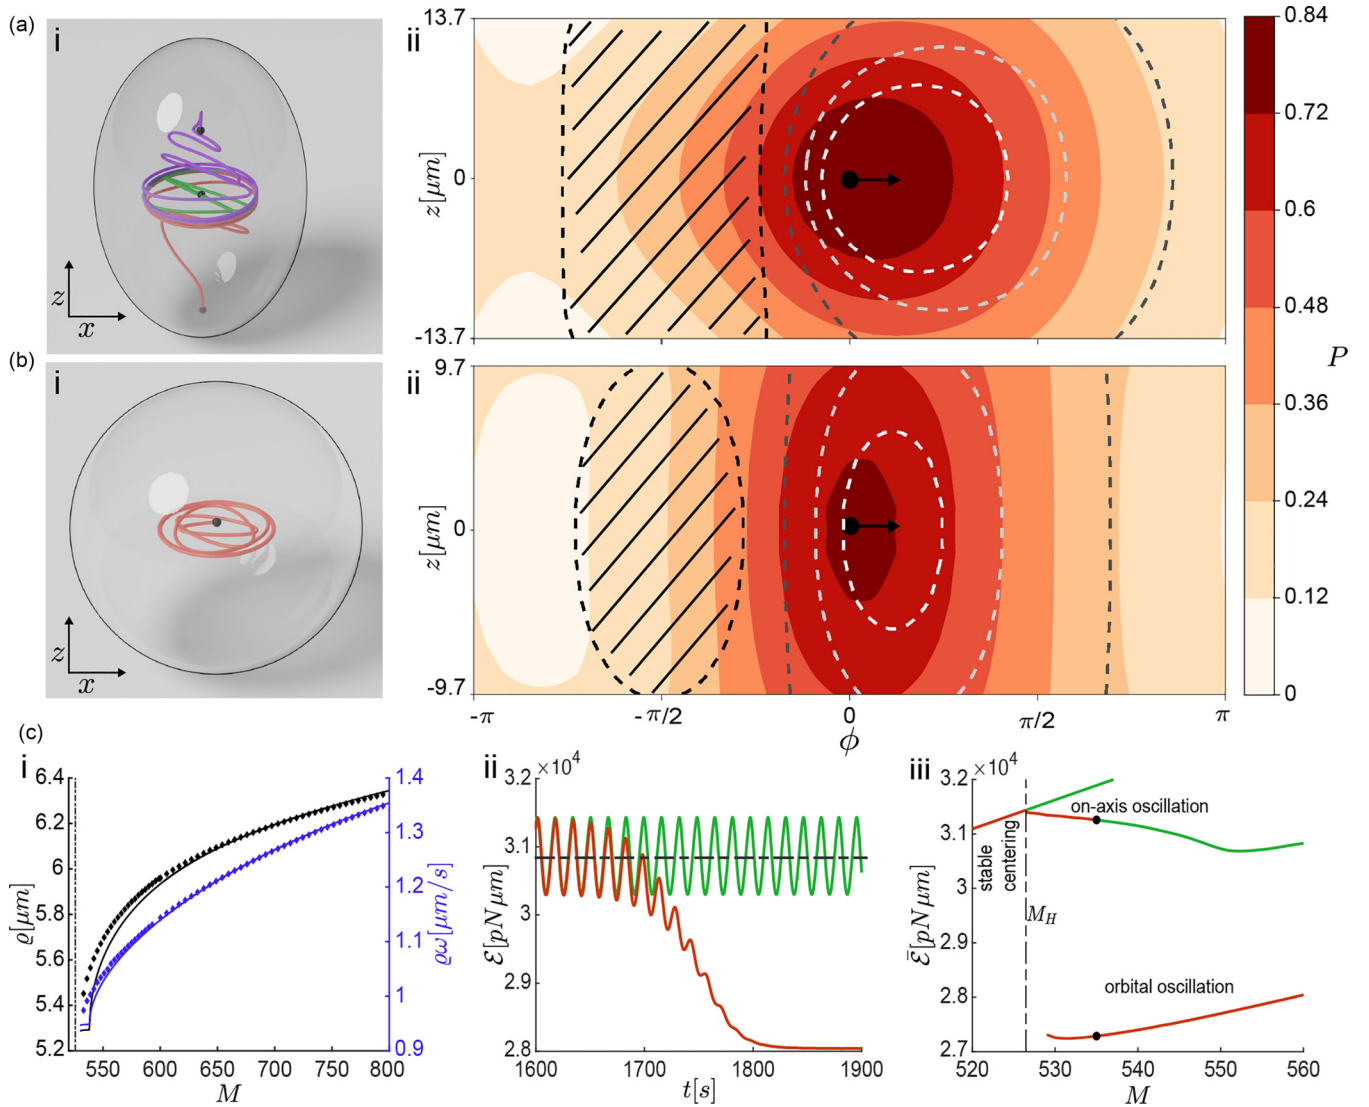 (a)
i
z
x
ii
13.7
0
-13.7
z[μm]
0.84
0.72
0.6
0.48
0.36
0.24
0.12
0
P
(b)
i
z
x
ii
9.7
0
-9.7
z[μm]
-π
-π/2
0
π/2
π
ϕ
(c)
i
6.4
6.2
6
5.8
5.6
5.4
5.2
ϱ[μm]
550 600 650 700 750 800
M
1.4
1.3
1.2
1.1
1
0.9
ϱω[μm/s]
ii
×10⁴
3.2
3.1
3
2.9
2.8
ℰ[pN μm]
1600 1700 1800 1900
t[s]
iii
×10⁴
3.2
3.1
3
2.9
2.8
2.7
ℰ̄[pN μm]
on-axis oscillation
stable
centering
M_H
orbital oscillation
520 530 540 550 560
M